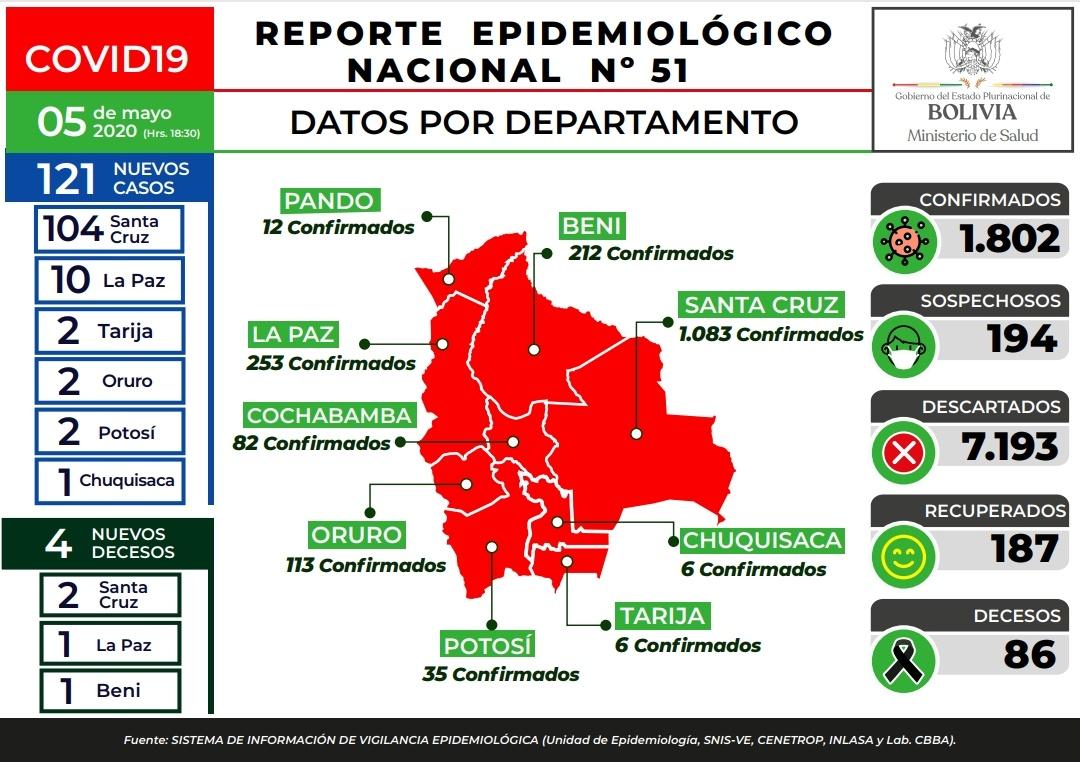 COVID19
05 de mayo
2020 (Hrs. 18:30)
REPORTE EPIDEMIOLÓGICO
NACIONAL Nº 51
DATOS POR DEPARTAMENTO
Gobierno del Estado Plurinacional de
BOLIVIA
Ministerio de Salud
121 NUEVOS
CASOS
104 Santa
Cruz
10 La Paz
2 Tarija
2 Oruro
2 Potosí
1 Chuquisaca
4 NUEVOS
DECESOS
2 Santa
Cruz
1 La Paz
1 Beni
PANDO
12 Confirmados
BENI
212 Confirmados
SANTA CRUZ
1.083 Confirmados
LA PAZ
253 Confirmados
COCHABAMBA
82 Confirmados
ORURO
113 Confirmados
CHUQUISACA
6 Confirmados
TARIJA
6 Confirmados
POTOSÍ
35 Confirmados
CONFIRMADOS
1.802
SOSPECHOSOS
194
DESCARTADOS
7.193
RECUPERADOS
187
DECESOS
86
Fuente: SISTEMA DE INFORMACIÓN DE VIGILANCIA EPIDEMIOLÓGICA (Unidad de Epidemiología, SNIS-VE, CENETROP, INLASA y Lab. CBBA).